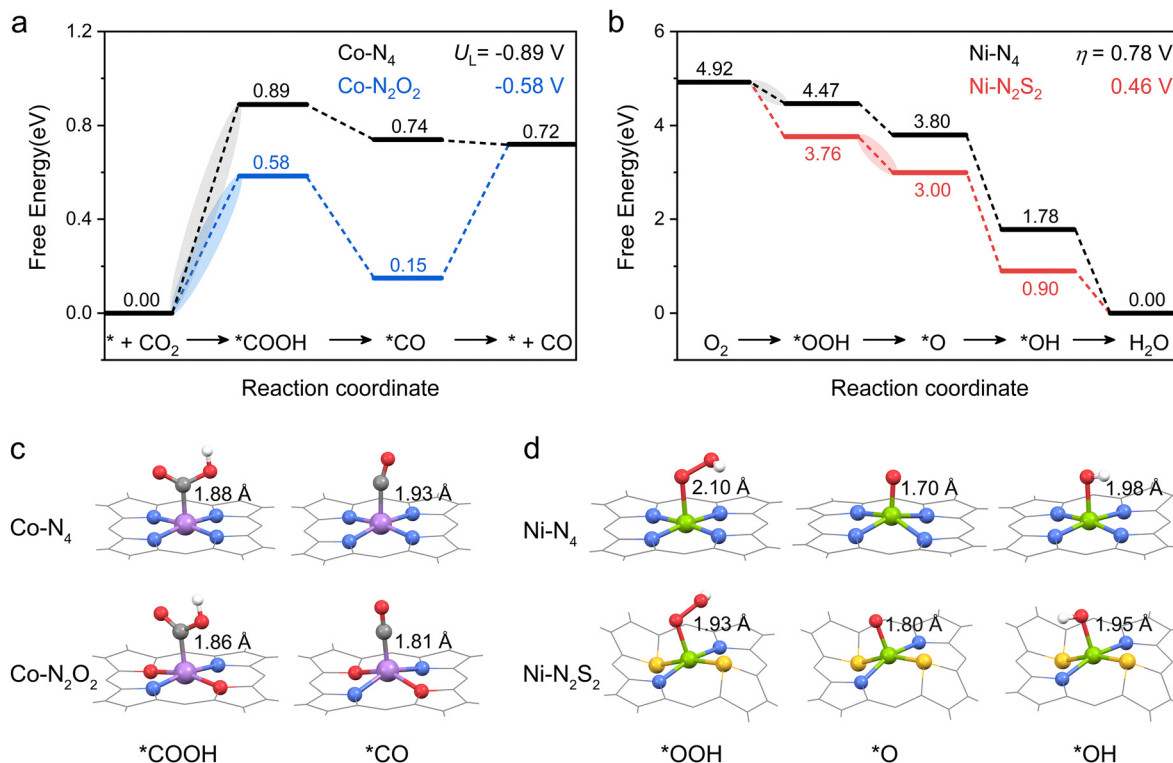 a
1.2
0.8
0.4
0.0
Free Energy(eV)
Co-N₄ U_L= -0.89 V
Co-N₂O₂ -0.58 V
0.89
0.74
0.72
0.58
0.15
0.00
* + CO₂ → *COOH → *CO → * + CO
Reaction coordinate
b
6
4
2
0
Free Energy(eV)
Ni-N₄ η = 0.78 V
Ni-N₂S₂ 0.46 V
4.92
4.47
3.80
3.76
3.00
1.78
0.90
0.00
O₂ → *OOH → *O → *OH → H₂O
Reaction coordinate
c
Co-N₄
1.88 Å
1.93 Å
Co-N₂O₂
1.86 Å
1.81 Å
*COOH
*CO
d
Ni-N₄
2.10 Å
1.70 Å
1.98 Å
Ni-N₂S₂
1.93 Å
1.80 Å
1.95 Å
*OOH
*O
*OH